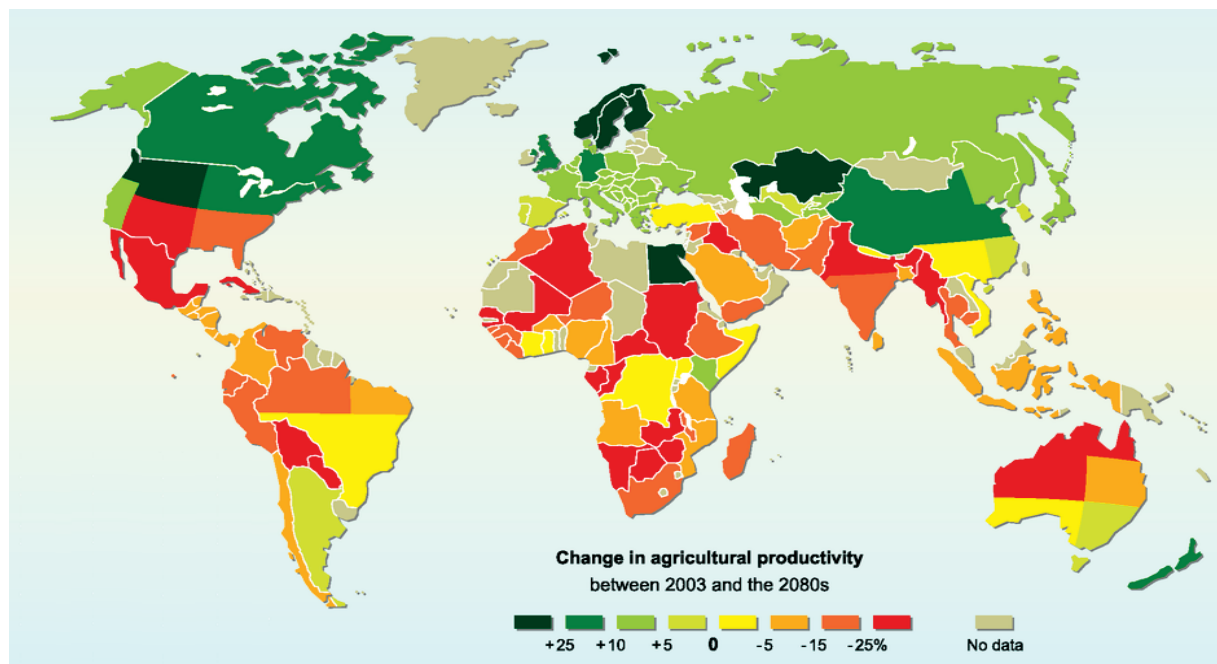 Change in agricultural productivity
between 2003 and the 2080s
+25 +10 +5 0 -5 -15 -25% No data